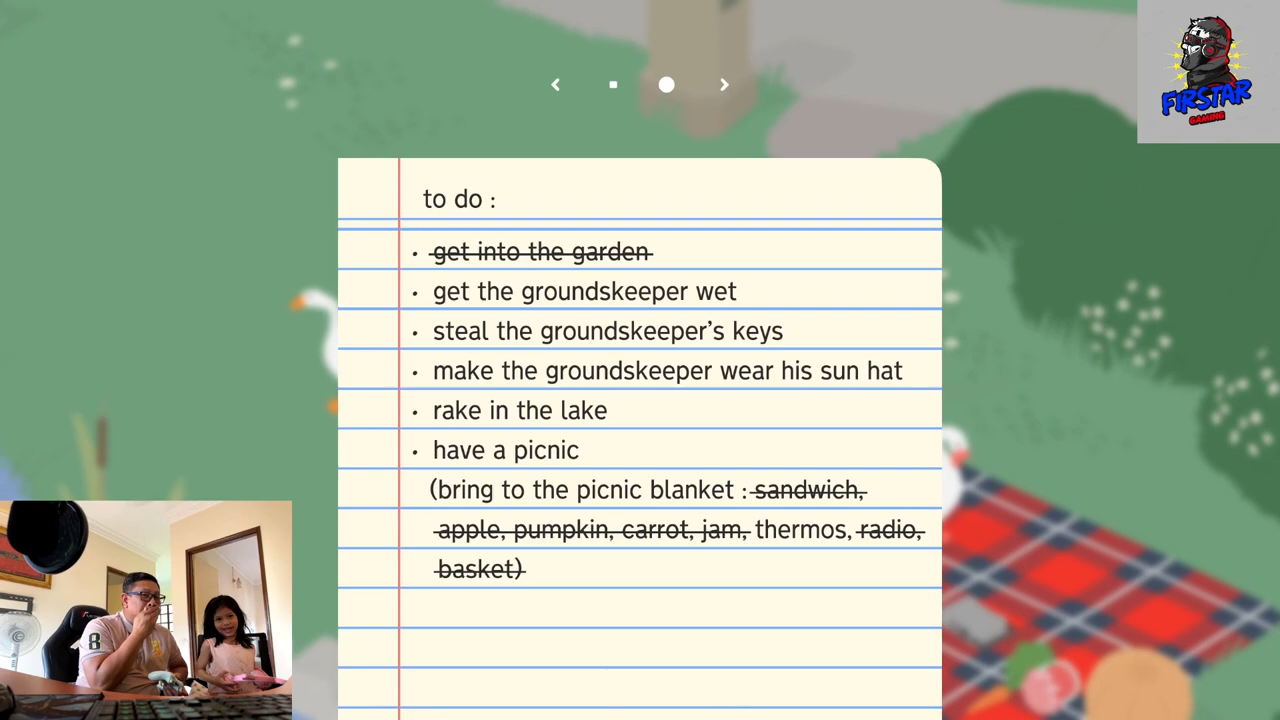 FIRSTAR
GAMING
to do :
• get into the garden
• get the groundskeeper wet
• steal the groundskeeper's keys
• make the groundskeeper wear his sun hat
• rake in the lake
• have a picnic
(bring to the picnic blanket : sandwich,
apple, pumpkin, carrot, jam, thermos, radio,
basket)
8